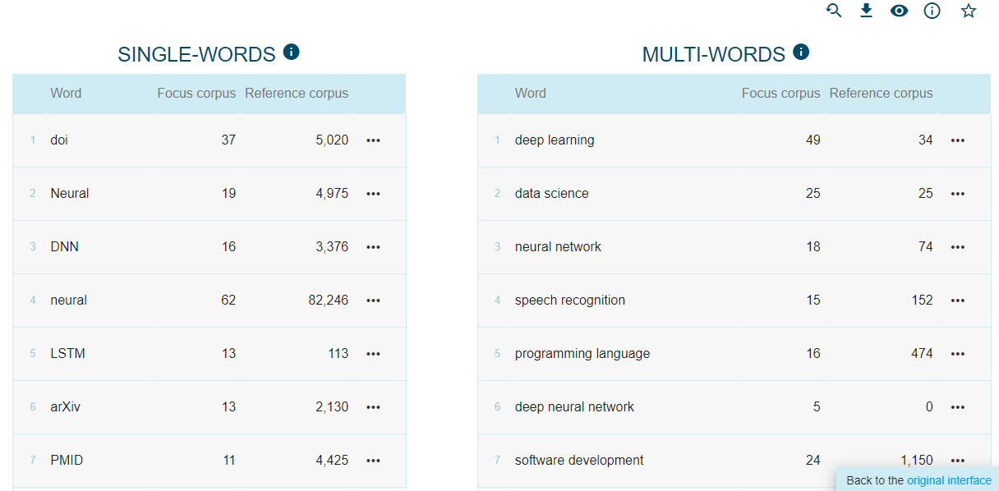 SINGLE-WORDS
Word Focus corpus Reference corpus
1 doi 37 5,020
2 Neural 19 4,975
3 DNN 16 3,376
4 neural 62 82,246
5 LSTM 13 113
6 arXiv 13 2,130
7 PMID 11 4,425
MULTI-WORDS
Word Focus corpus Reference corpus
1 deep learning 49 34
2 data science 25 25
3 neural network 18 74
4 speech recognition 15 152
5 programming language 16 474
6 deep neural network 5 0
7 software development 24 1,150
Back to the original interface